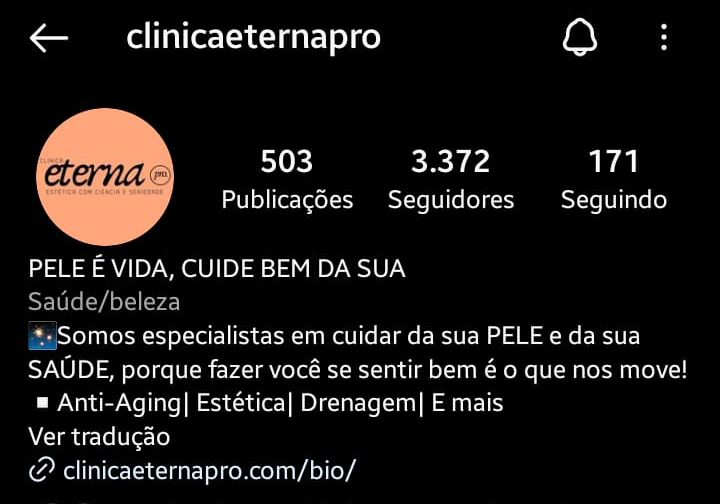 clinicaeternapro
CLÍNICA
eterna pro.
ESTÉTICA COM CIÊNCIA E SERIEDADE
503
Publicações
3.372
Seguidores
171
Seguindo
PELE É VIDA, CUIDE BEM DA SUA
Saúde/beleza
🎇Somos especialistas em cuidar da sua PELE e da sua
SAÚDE, porque fazer você se sentir bem é o que nos move!
▪️Anti-Aging| Estética| Drenagem| E mais
Ver tradução
clinicaeternapro.com/bio/